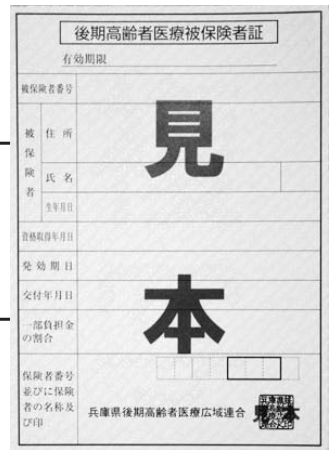 後期高齢者医療被保険者証
有効期限
被保険者番号
被保険者
住所
見
氏名
生年月日
資格取得年月日
発効期日
交付年月日
本
一部負担金
の割合
保険者番号
並びに保険
者の名称及
び印
兵庫県後期高齢者医療広域連合
見本